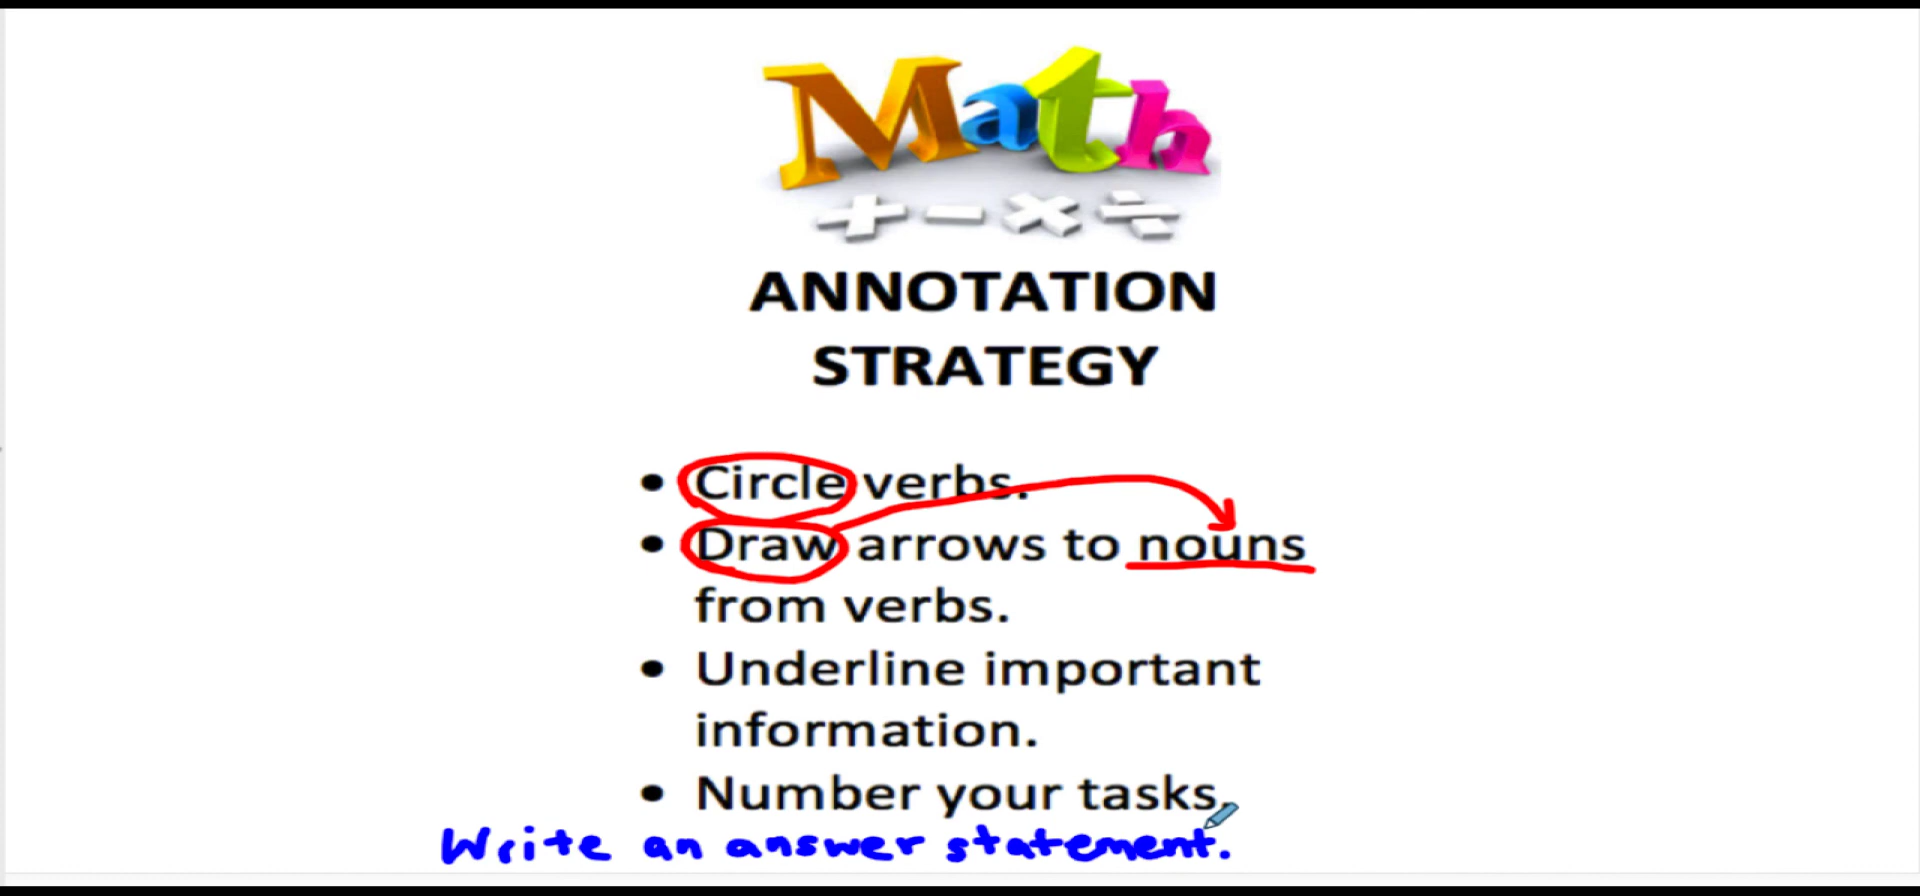 Math
+ − × ÷
ANNOTATION
STRATEGY
• Circle verbs.
• Draw arrows to nouns
from verbs.
• Underline important
information.
• Number your tasks.
Write an answer statement.